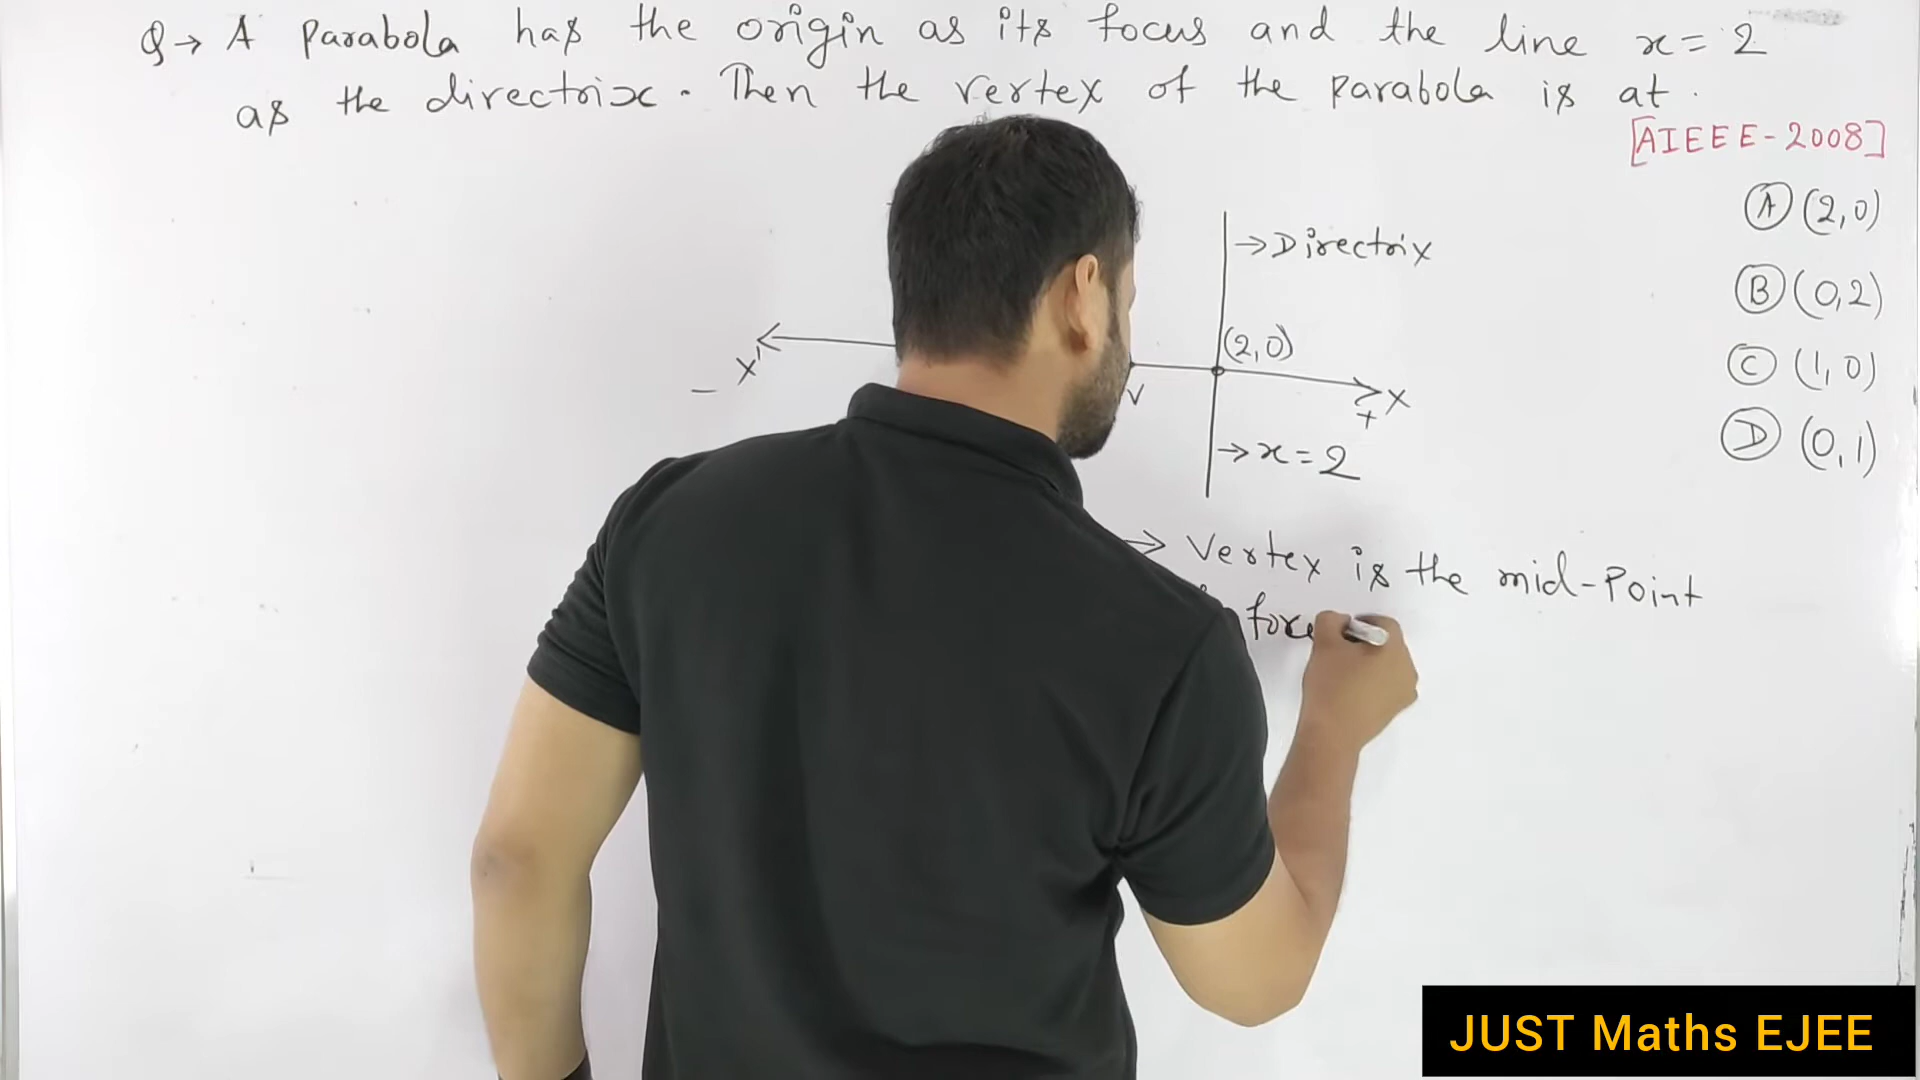 Q→ A parabola has the origin as its focus and the line x = 2
as the directrix. Then the vertex of the parabola is at.
[AIEEE-2008]
(A) (2,0)
→Directrix
(B) (0,2)
(2,0)
X'
(C) (1,0)
− V X
+
(D) (0,1)
→x=2
→ Vertex is the mid-Point
JUST Maths EJEE